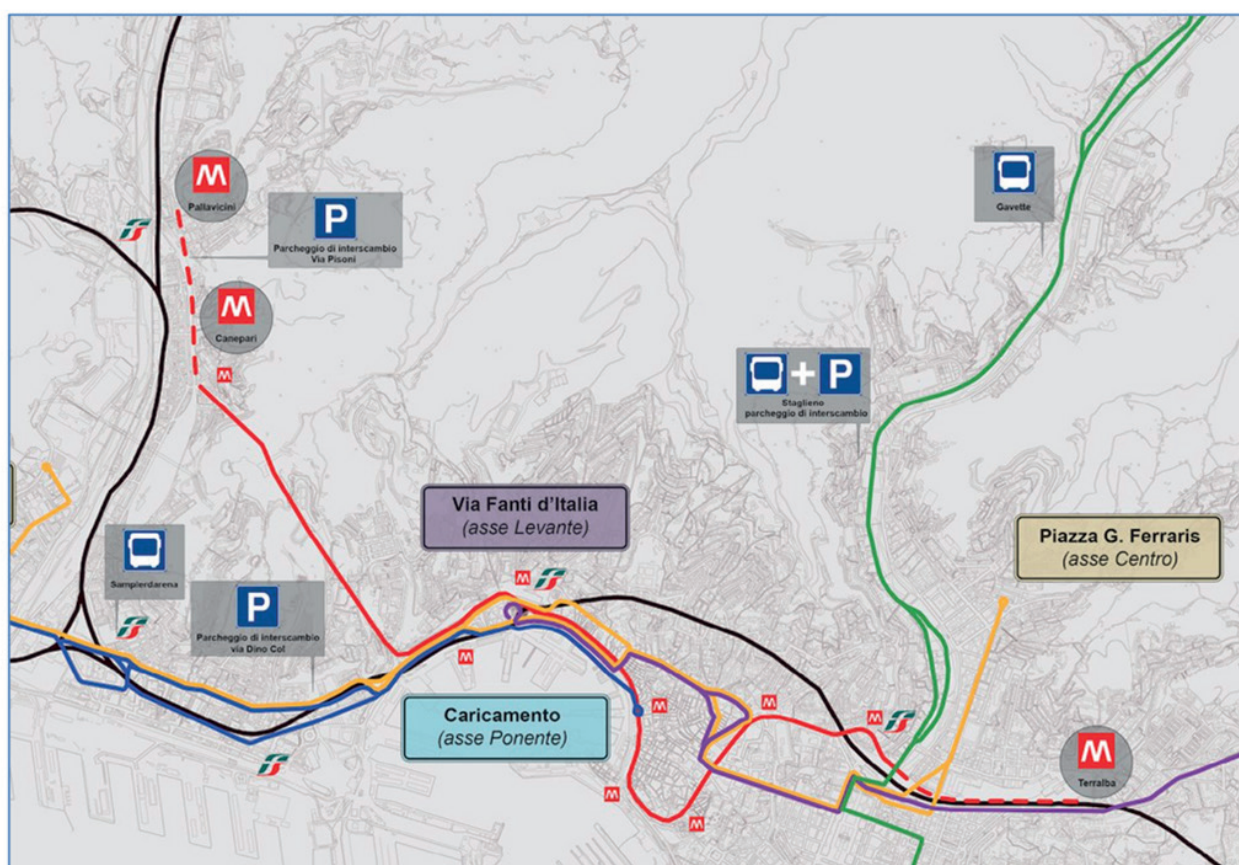 M
Pallavicini
P
Parcheggio di interscambio
Via Pisoni
M
Canepari
M
Gavette
+ P
Staglieno
parcheggio di interscambio
Via Fanti d'Italia
(asse Levante)
Piazza G. Ferraris
(asse Centro)
Sampierdarena
P
Parcheggio di interscambio
via Dino Col
M
M
Caricamento
(asse Ponente)
M
M
M
M
M
M
Terralba